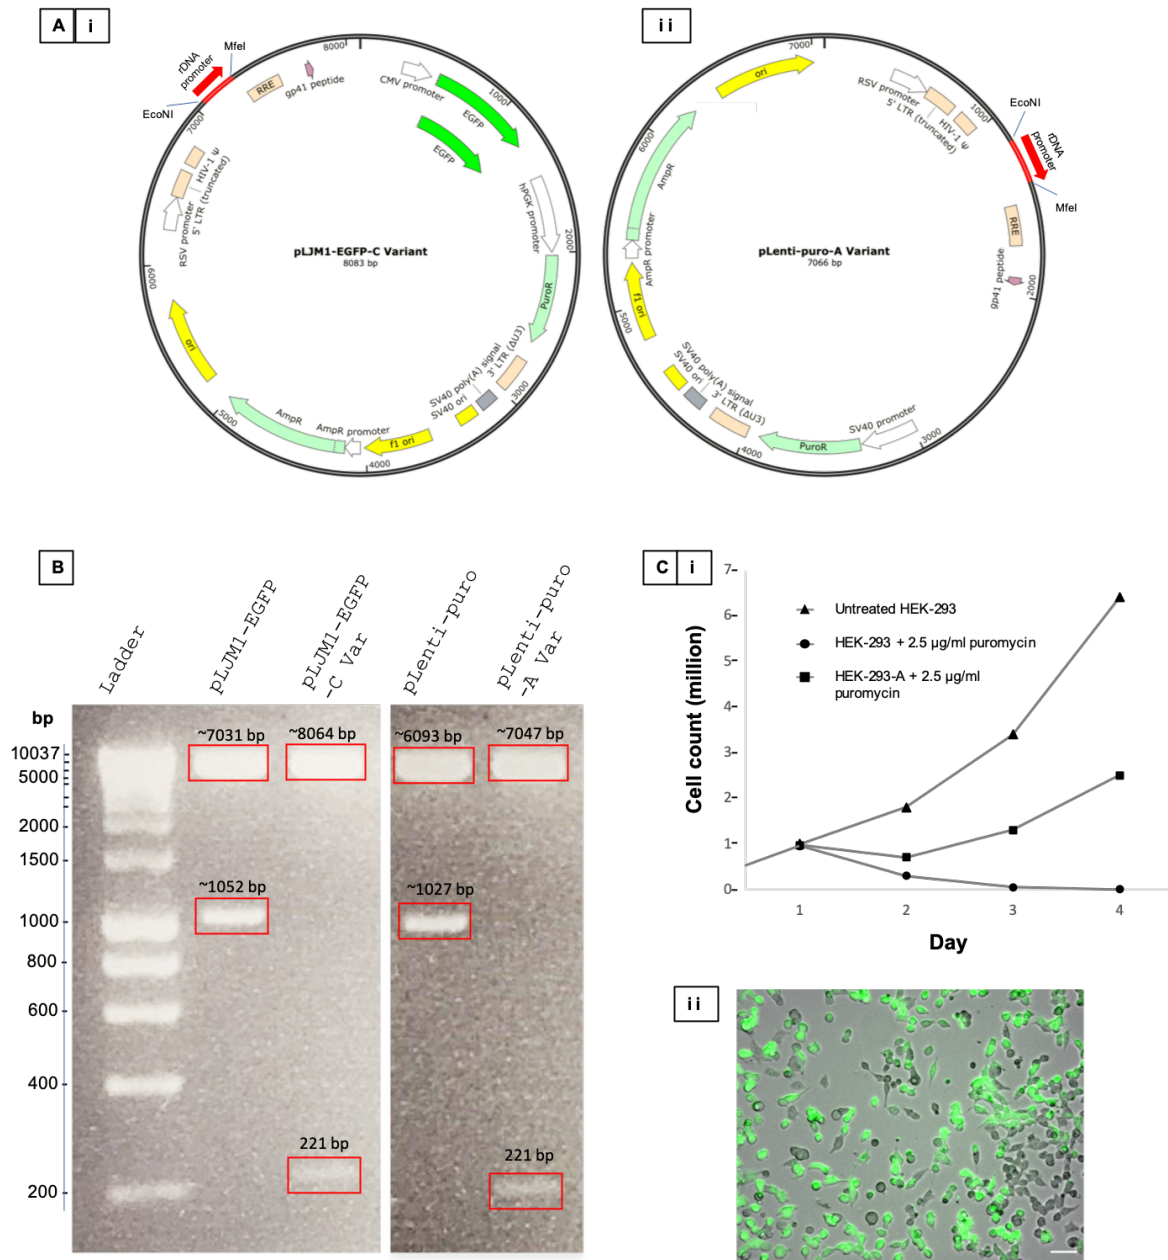 A i
8000
MfeI
rDNA promoter
EcoNI
7000
RRE
gp41 peptide
CMV promoter
1000
EGFP
EGFP
HIV-1 Ψ
5' LTR (truncated)
RSV promoter
hPGK promoter
2000
pLJM1-EGFP-C Variant
8083 bp
6000
PuroR
ori
3' LTR (ΔU3)
SV40 poly(A) signal
SV40 ori
3000
5000
AmpR
AmpR promoter
f1 ori
4000
ii
7000
ori
RSV promoter
5' LTR (truncated)
HIV-1 Ψ
1000
EcoNI
rDNA promoter
MfeI
6000
AmpR
AmpR promoter
RRE
gp41 peptide
2000
pLenti-puro-A Variant
7066 bp
f1 ori
5000
SV40 poly(A) signal
SV40 ori
3' LTR (ΔU3)
SV40 promoter
PuroR
3000
4000
B
Ladder
pLJM1-EGFP
pLJM1-EGFP
-C Var
pLenti-puro
pLenti-puro
-A Var
bp
10037
5000
2000
1500
1000
800
600
400
200
~7031 bp
~8064 bp
~6093 bp
~7047 bp
~1052 bp
~1027 bp
221 bp
221 bp
C i
7
6
5
4
3
2
1
0
Cell count (million)
Untreated HEK-293
HEK-293 + 2.5 µg/ml puromycin
HEK-293-A + 2.5 µg/ml
puromycin
1 2 3 4
Day
ii